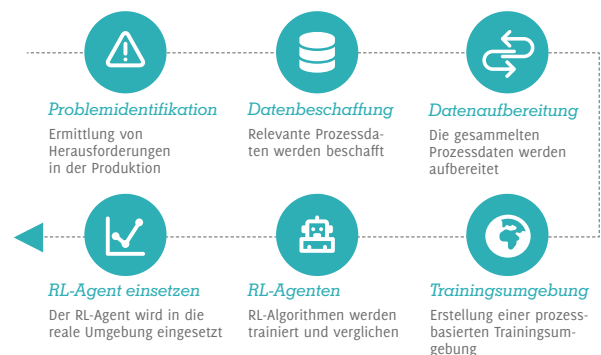 Problemidentifikation
Ermittlung von
Herausforderungen
in der Produktion
Datenbeschaffung
Relevante Prozessda-
ten werden beschafft
Datenaufbereitung
Die gesammelten
Prozessdaten werden
aufbereitet
RL-Agent einsetzen
Der RL-Agent wird in die
reale Umgebung eingesetzt
RL-Agenten
RL-Algorithmen werden
trainiert und verglichen
Trainingsumgebung
Erstellung einer prozess-
basierten Trainingsum-
gebung